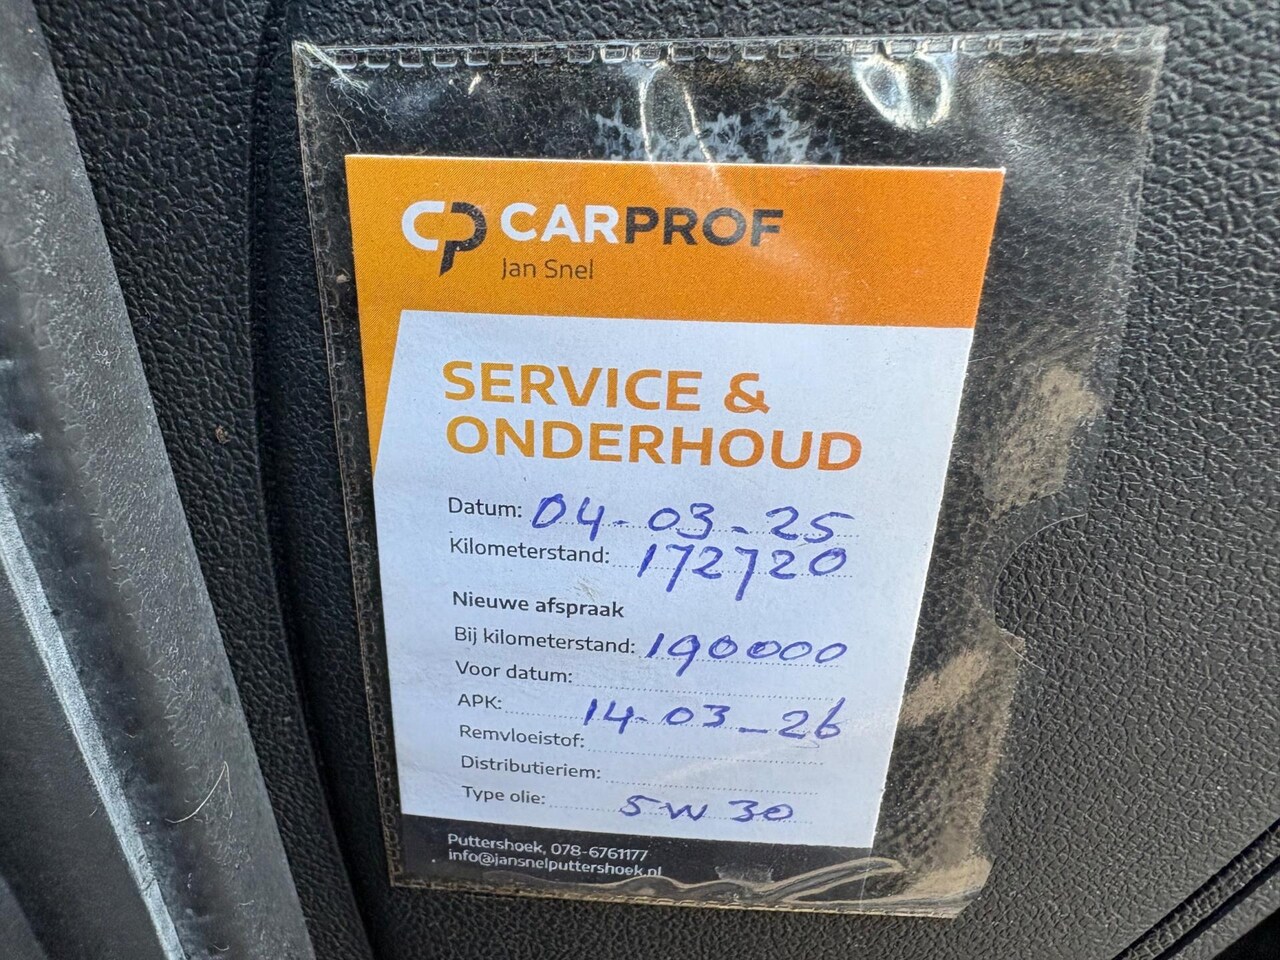 CP CARPROF
Jan Snel
SERVICE &
ONDERHOUD
Datum: 04-03-25
Kilometerstand: 172720
Nieuwe afspraak
Bij kilometerstand: 190000
Voor datum:
APK: 14-03-26
Remvloeistof:
Distributieriem:
Type olie: 5W30
Puttershoek, 078-6761177
info@jansnelputtershoek.nl